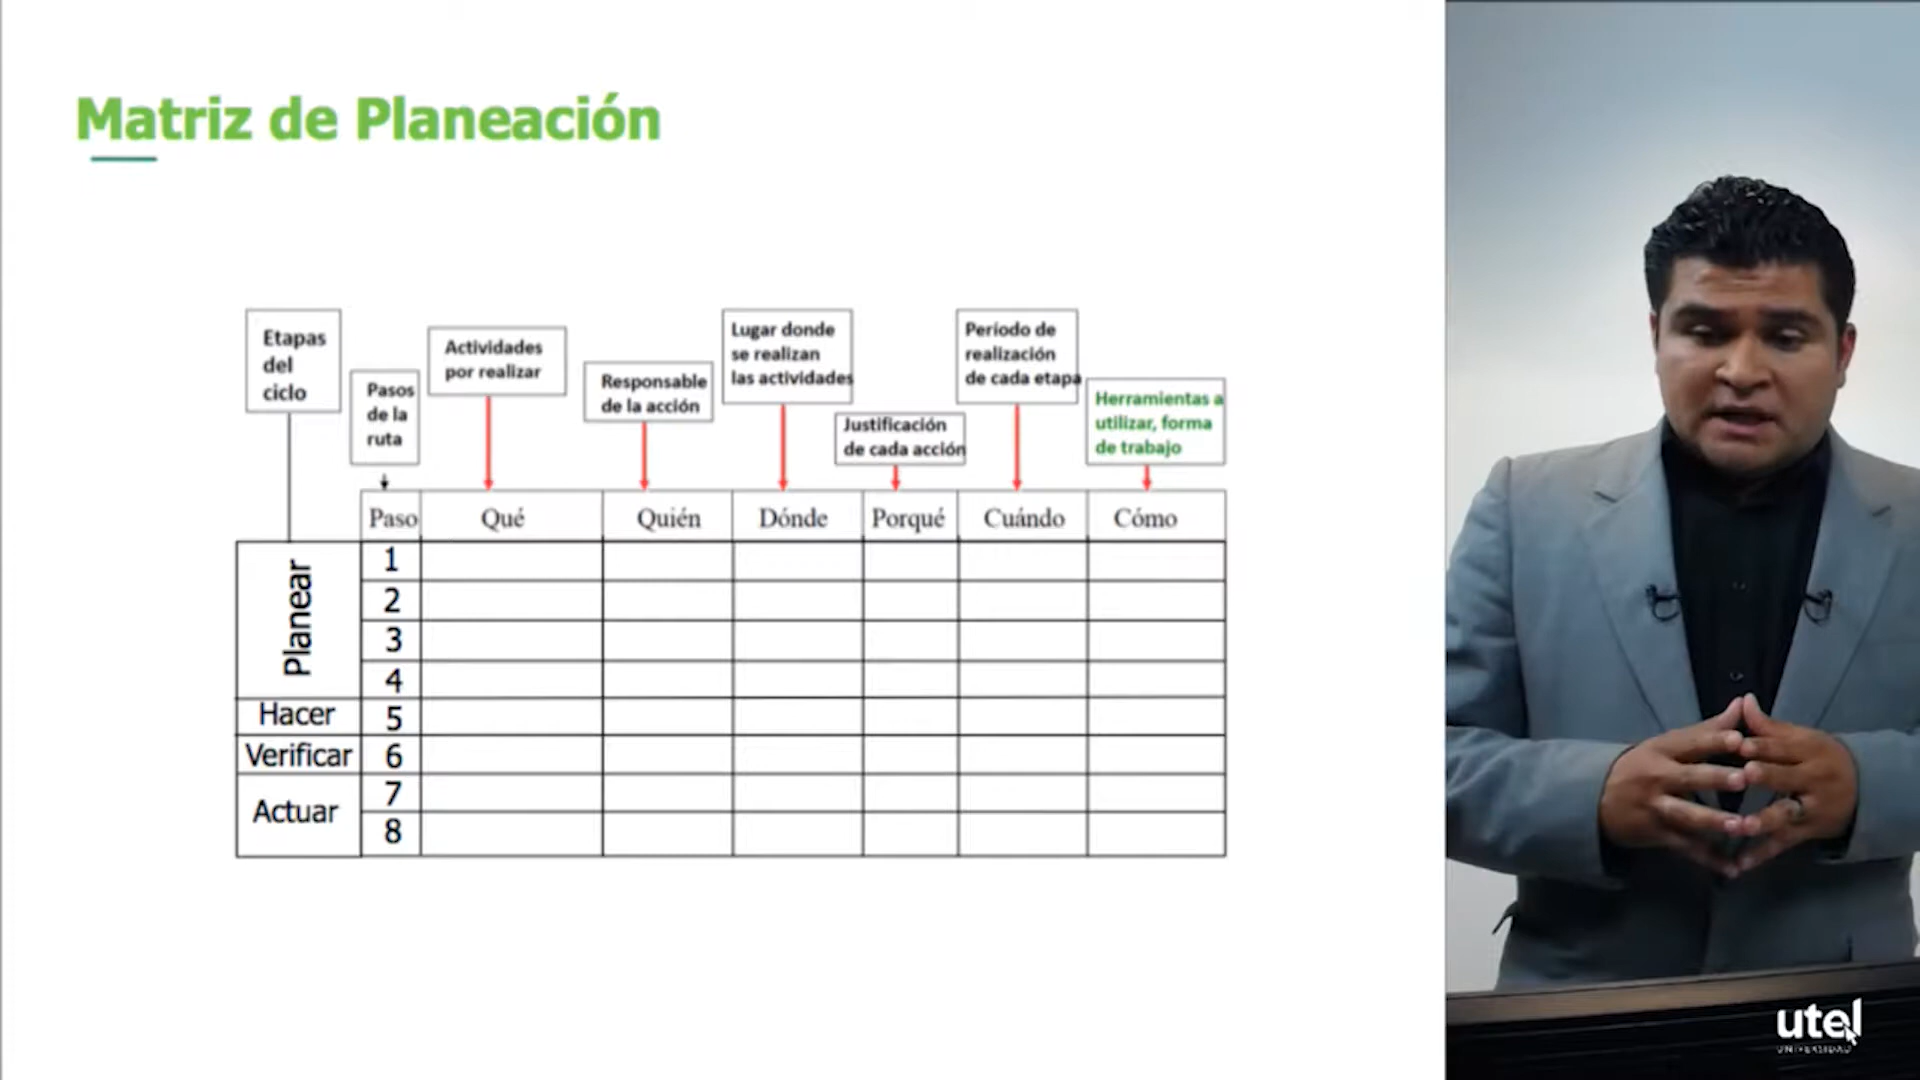 Matriz de Planeación
Etapas
del
ciclo
Pasos
de la
ruta
Actividades
por realizar
Responsable
de la acción
Lugar donde
se realizan
las actividades
Justificación
de cada acción
Período de
realización
de cada etapa
Herramientas a
utilizar, forma
de trabajo
Paso Qué Quién Dónde Porqué Cuándo Cómo
Planear
1
2
3
4
Hacer 5
Verificar 6
Actuar
7
8
utel
UNIVERSIDAD